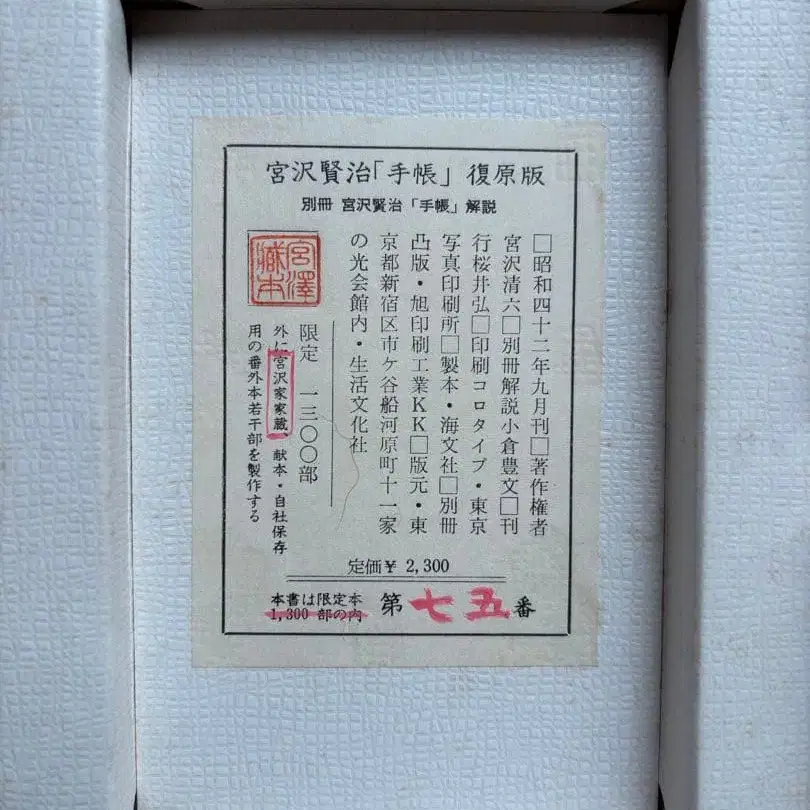 宮沢賢治「手帳」復原版
別冊 宮沢賢治「手帳」解説
□昭和四十二年九月刊□著作権者
宮沢清六□別冊解説小倉豊文□刊
行桜井弘□印刷コロタイプ・東京
写真印刷所□製本・海文社□別冊
凸版・旭印刷工業KK□版元・東
京都新宿区市ケ谷船河原町十一家
の光会館内・生活文化社
宮澤
臧本
限定 一三〇〇部
外に宮沢家家蔵、献本・自社保存
用の番外本若干部を製作する
定価¥ 2,300
本書は限定本
1,300 部の内
第七五番